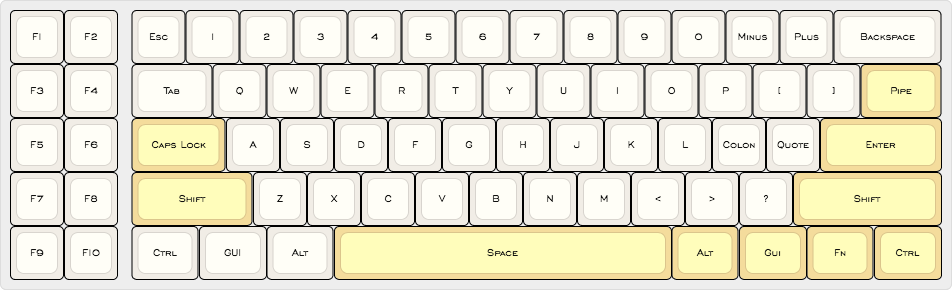 F1 F2 Esc 1 2 3 4 5 6 7 8 9 0 Minus Plus Backspace
F3 F4 Tab Q W E R T Y U I O P [ ] Pipe
F5 F6 Caps Lock A S D F G H J K L Colon Quote Enter
F7 F8 Shift Z X C V B N M < > ? Shift
F9 F10 Ctrl GUI Alt Space Alt Gui Fn Ctrl